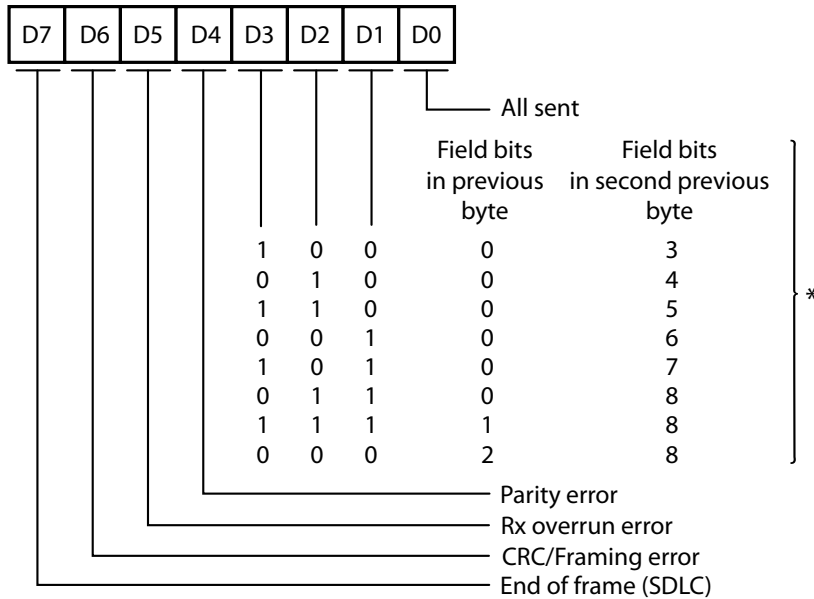 D7 D6 D5 D4 D3 D2 D1 D0
All sent
Field bits Field bits
in previous in second previous
byte byte
1 0 0 0 3
0 1 0 0 4
1 1 0 0 5
0 0 1 0 6
1 0 1 0 7
0 1 1 0 8
1 1 1 1 8
0 0 0 2 8
*
Parity error
Rx overrun error
CRC/Framing error
End of frame (SDLC)